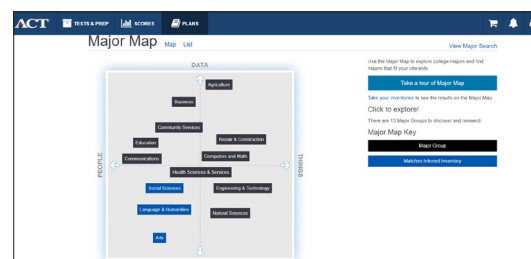 ACT TESTS & PREP SCORES PLANS
Major Map Map List
View Major Search
DATA
Agriculture
Business
Community Services
Education
Repair & Construction
Communications
Computers and Math
PEOPLE
THINGS
Health Sciences & Services
Social Sciences
Engineering & Technology
Language & Humanities
Natural Sciences
Arts
Use the Major Map to explore college majors and find
majors that fit your interests.
Take a tour of Major Map
Take your inventories to see the results on the Major Map.
Click to explore!
There are 13 Major Groups to discover and research.
Major Map Key
Major Group
Matches Interest Inventory